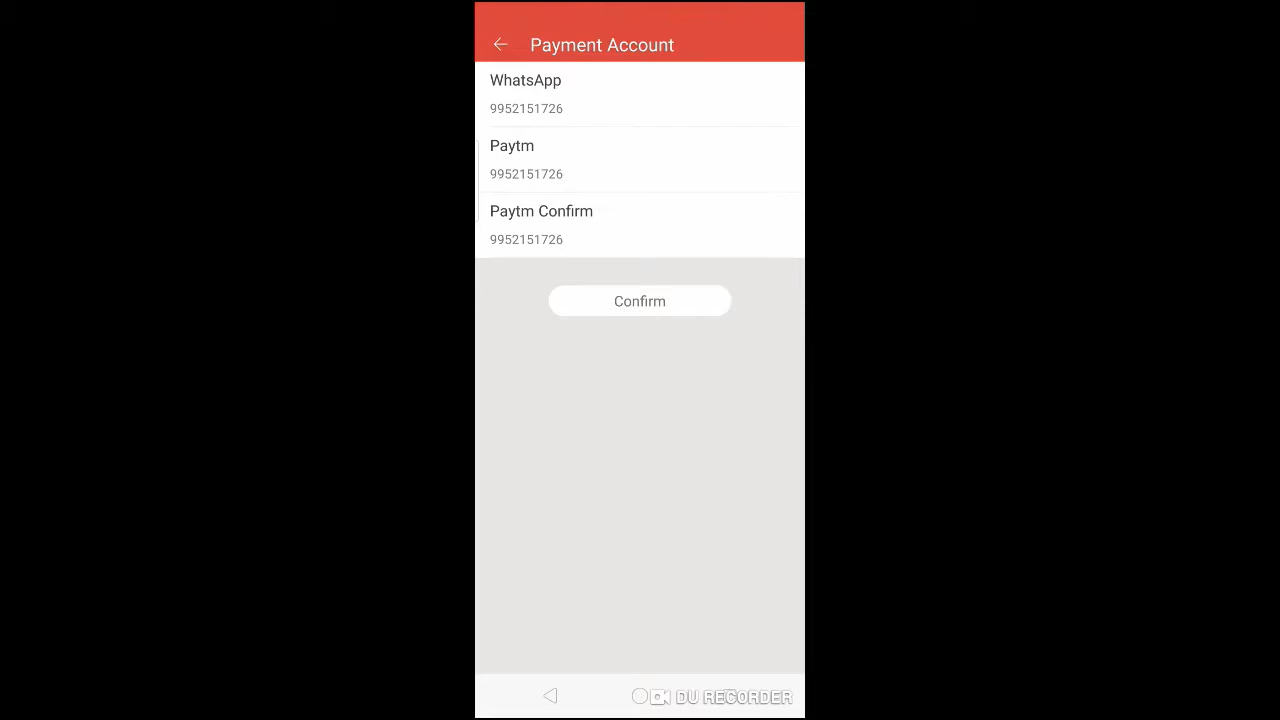 Payment Account
WhatsApp
9952151726
Paytm
9952151726
Paytm Confirm
9952151726
Confirm
DU RECORDER